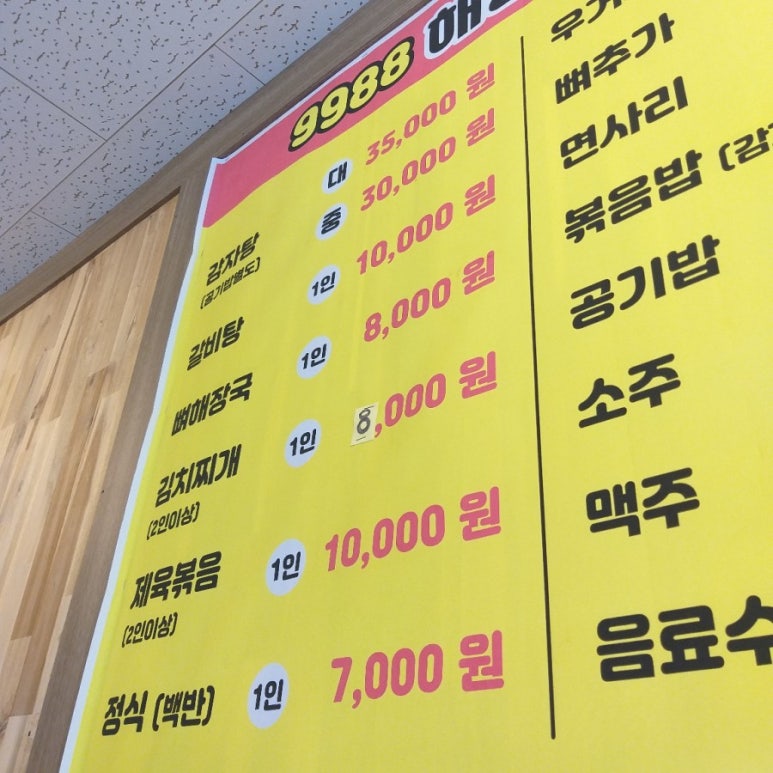 9988 해
감자탕 대 35,000 원
(공기밥별도) 중 30,000 원
갈비탕 1인 10,000 원
뼈해장국 1인 8,000 원
김치찌개 1인 8,000 원
(2인이상)
제육볶음 1인 10,000 원
(2인이상)
정식 (백반) 1인 7,000 원
뼈추가
면사리
볶음밥 (감
공기밥
소주
맥주
음료수